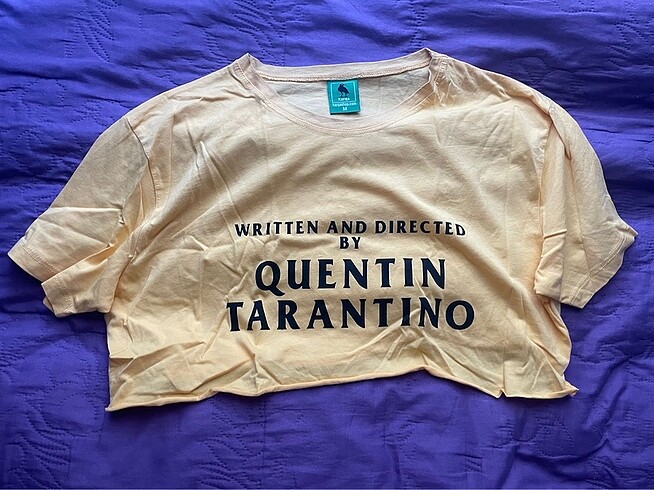 M
WRITTEN AND DIRECTED
BY
QUENTIN
TARANTINO